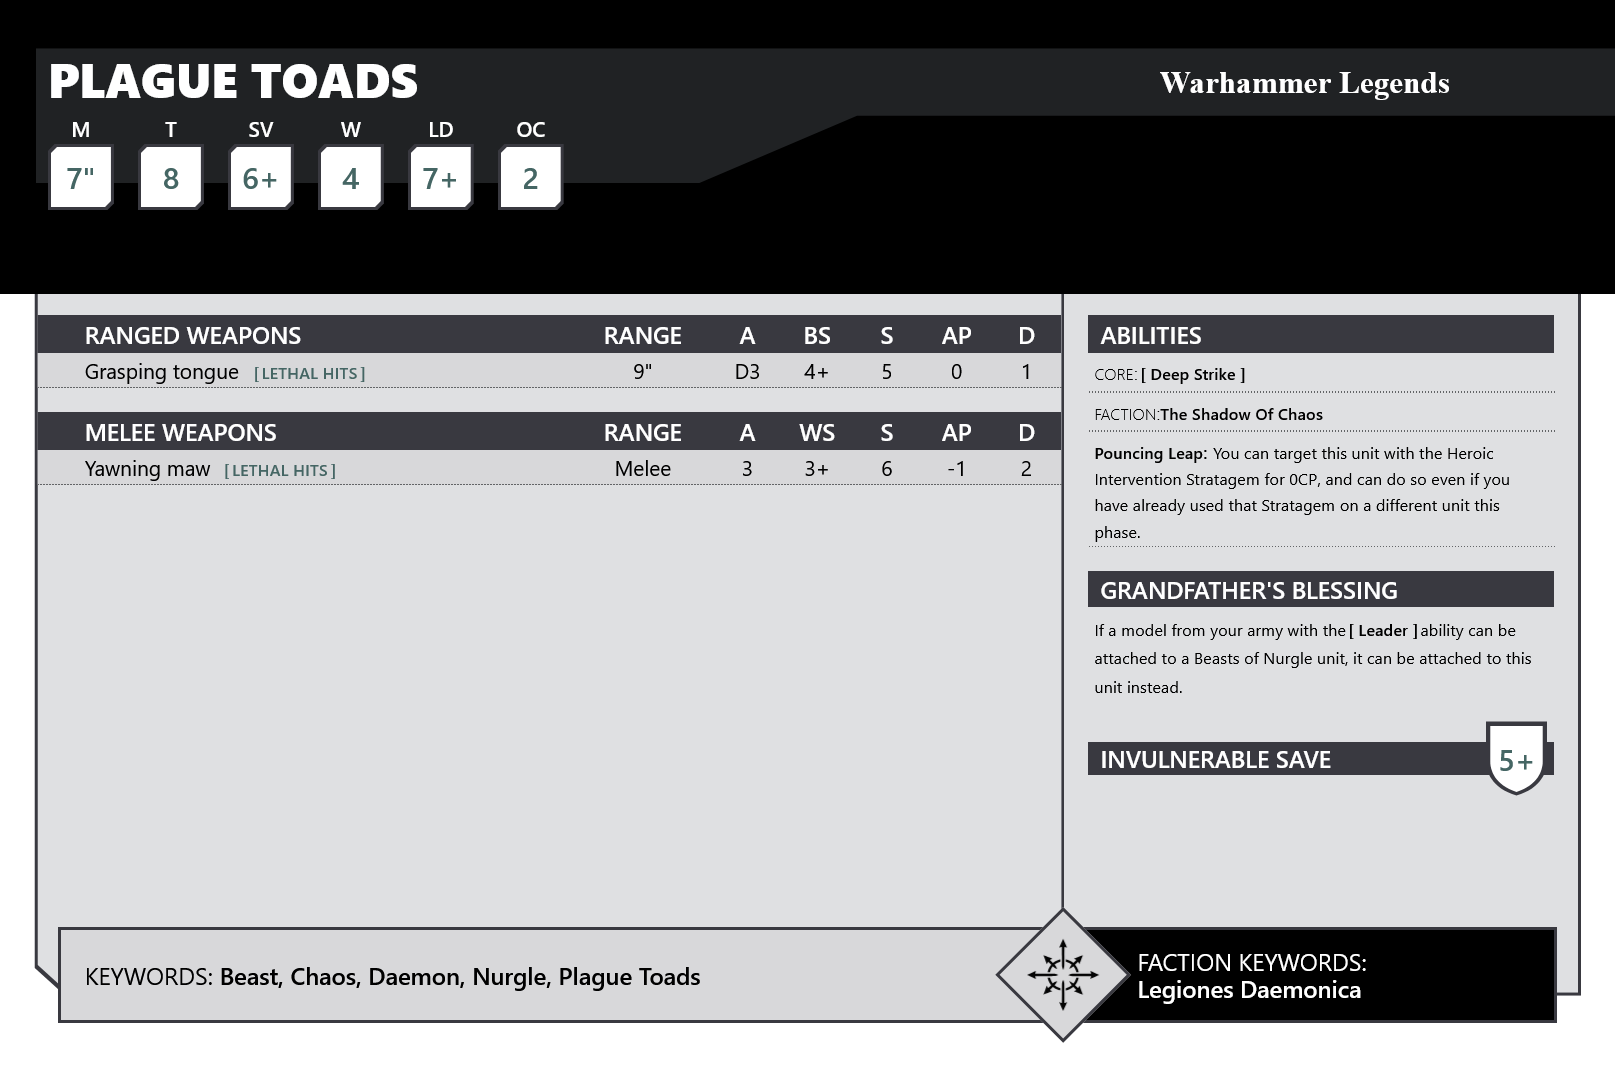 PLAGUE TOADS
Warhammer Legends
M T SV W LD OC
7" 8 6+ 4 7+ 2
RANGED WEAPONS RANGE A BS S AP D
Grasping tongue [LETHAL HITS] 9" D3 4+ 5 0 1
MELEE WEAPONS RANGE A WS S AP D
Yawning maw [LETHAL HITS] Melee 3 3+ 6 -1 2
ABILITIES
CORE: [ Deep Strike ]
FACTION:The Shadow Of Chaos
Pouncing Leap: You can target this unit with the Heroic
Intervention Stratagem for 0CP, and can do so even if you
have already used that Stratagem on a different unit this
phase.
GRANDFATHER'S BLESSING
If a model from your army with the [ Leader ] ability can be
attached to a Beasts of Nurgle unit, it can be attached to this
unit instead.
INVULNERABLE SAVE 5+
KEYWORDS: Beast, Chaos, Daemon, Nurgle, Plague Toads
FACTION KEYWORDS:
Legiones Daemonica